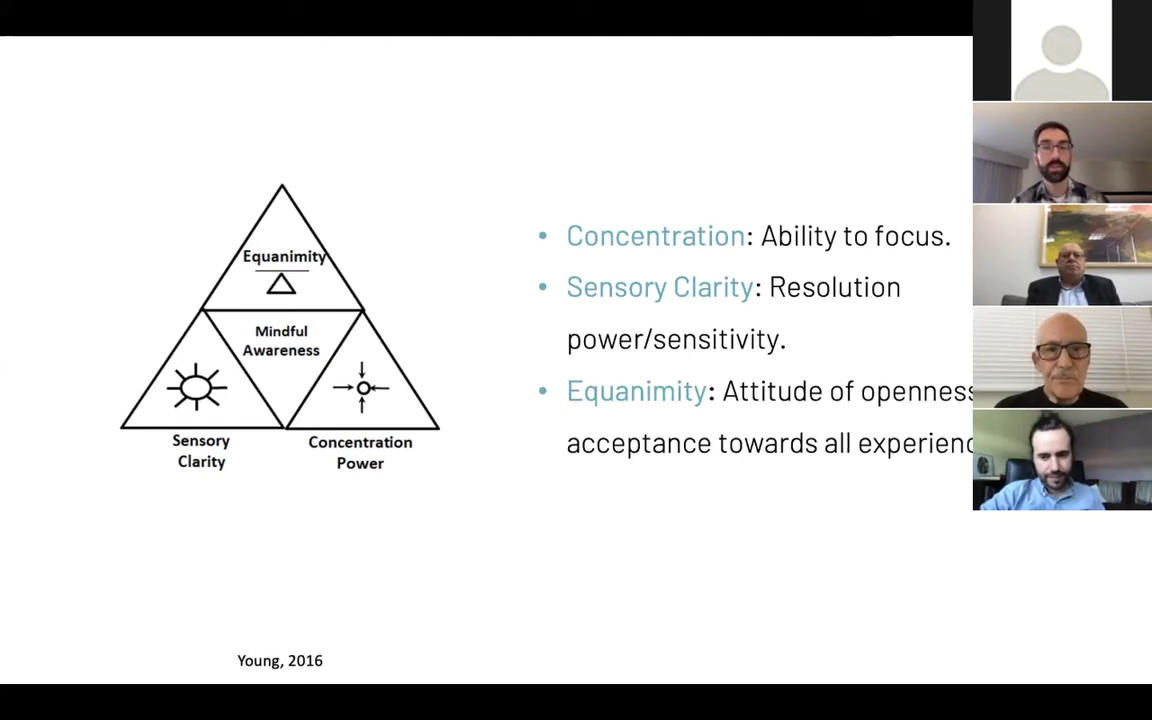 Equanimity
Mindful
Awareness
Sensory
Clarity
Concentration
Power
• Concentration: Ability to focus.
• Sensory Clarity: Resolution
power/sensitivity.
• Equanimity: Attitude of openness
acceptance towards all
Young, 2016